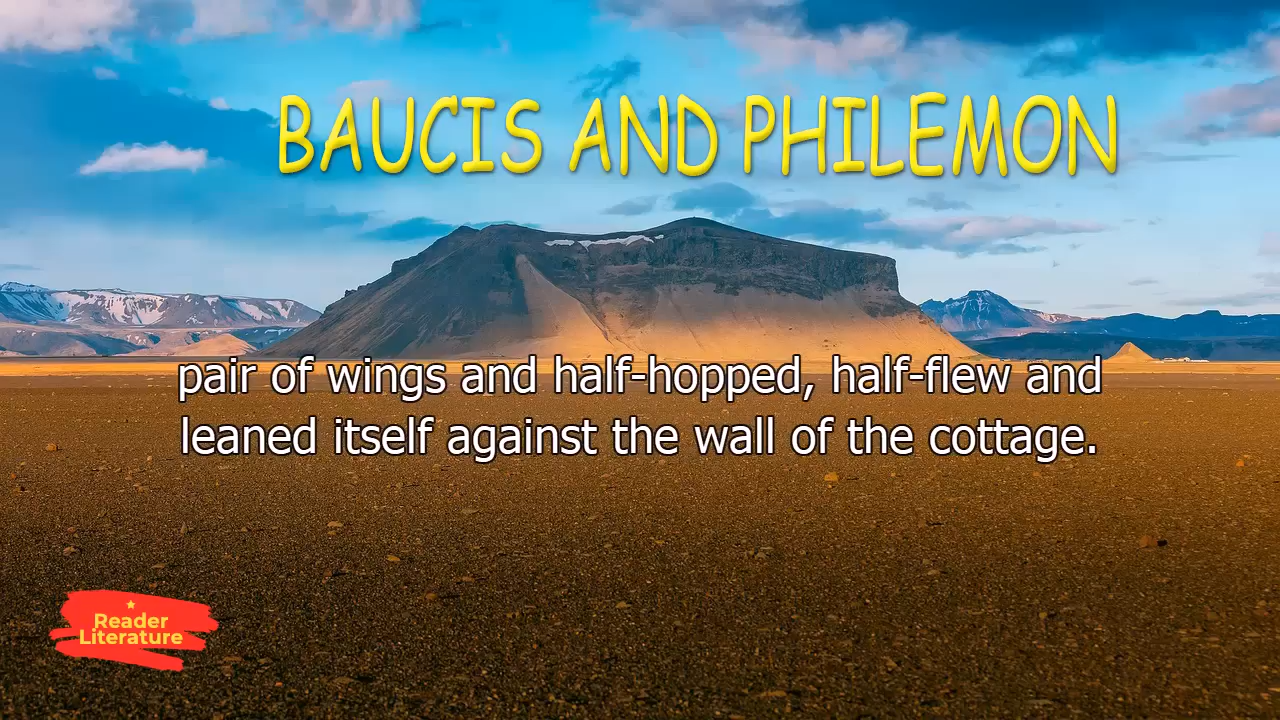 BAUCIS AND PHILEMON
pair of wings and half-hopped, half-flew and
leaned itself against the wall of the cottage.
Reader
Literature